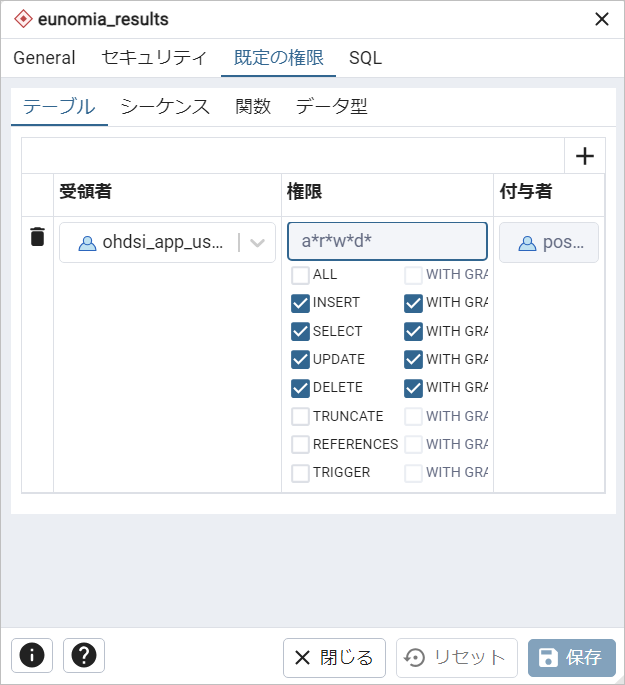 eunomia_results
General セキュリティ 既定の権限 SQL
テーブル シーケンス 関数 データ型
受領者 権限 付与者
ohdsi_app_us... a*r*w*d* pos...
ALL WITH GRA
INSERT WITH GRA
SELECT WITH GRA
UPDATE WITH GRA
DELETE WITH GRA
TRUNCATE WITH GRA
REFERENCES WITH GRA
TRIGGER WITH GRA
閉じる リセット 保存